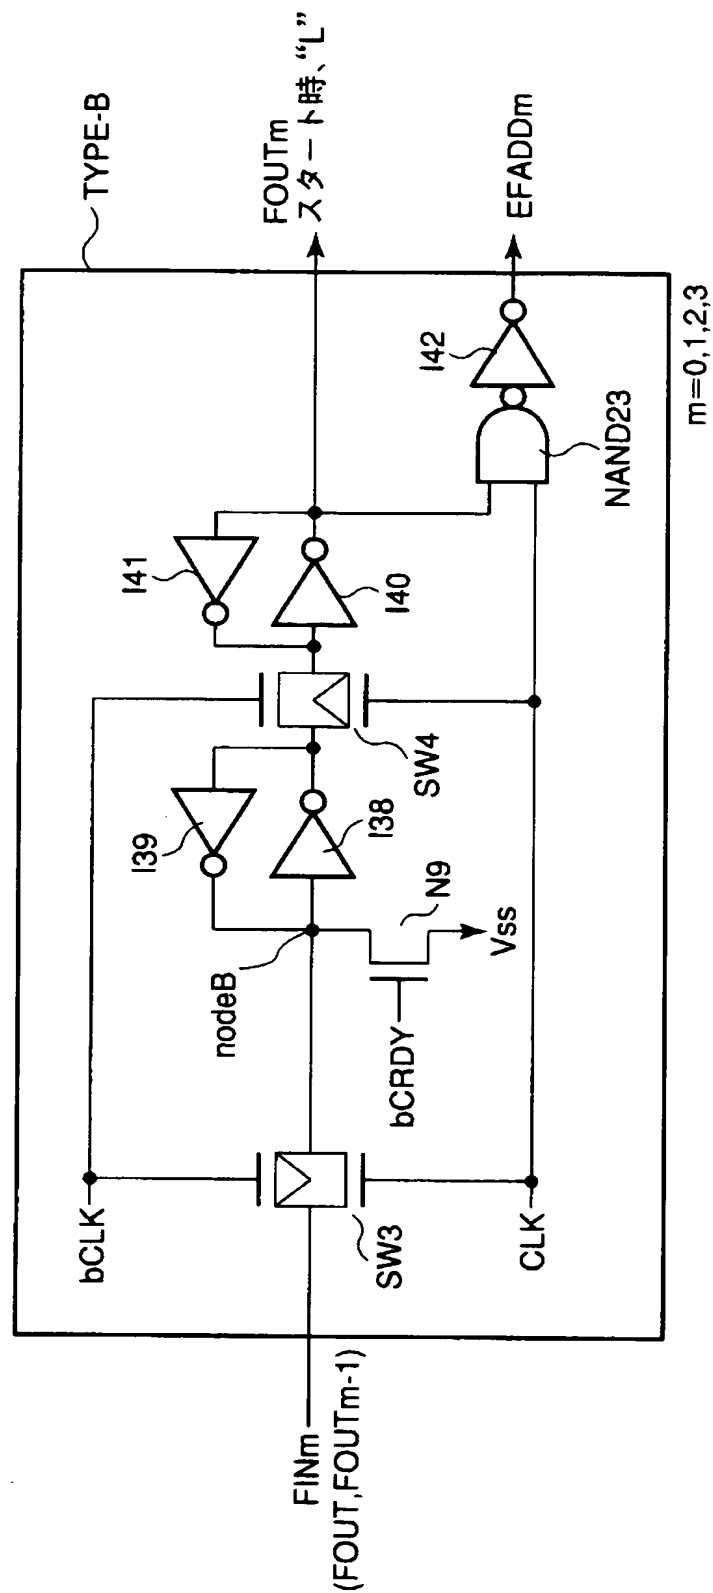 TYPE-B
FOUTm
スタート時、“L”
EFADDm
m=0,1,2,3
bCLK
I39
I41
nodeB
I38
I40
I42
N9
SW4
NAND23
bCRDY
Vss
SW3
CLK
FINm
(FOUT,FOUTm-1)